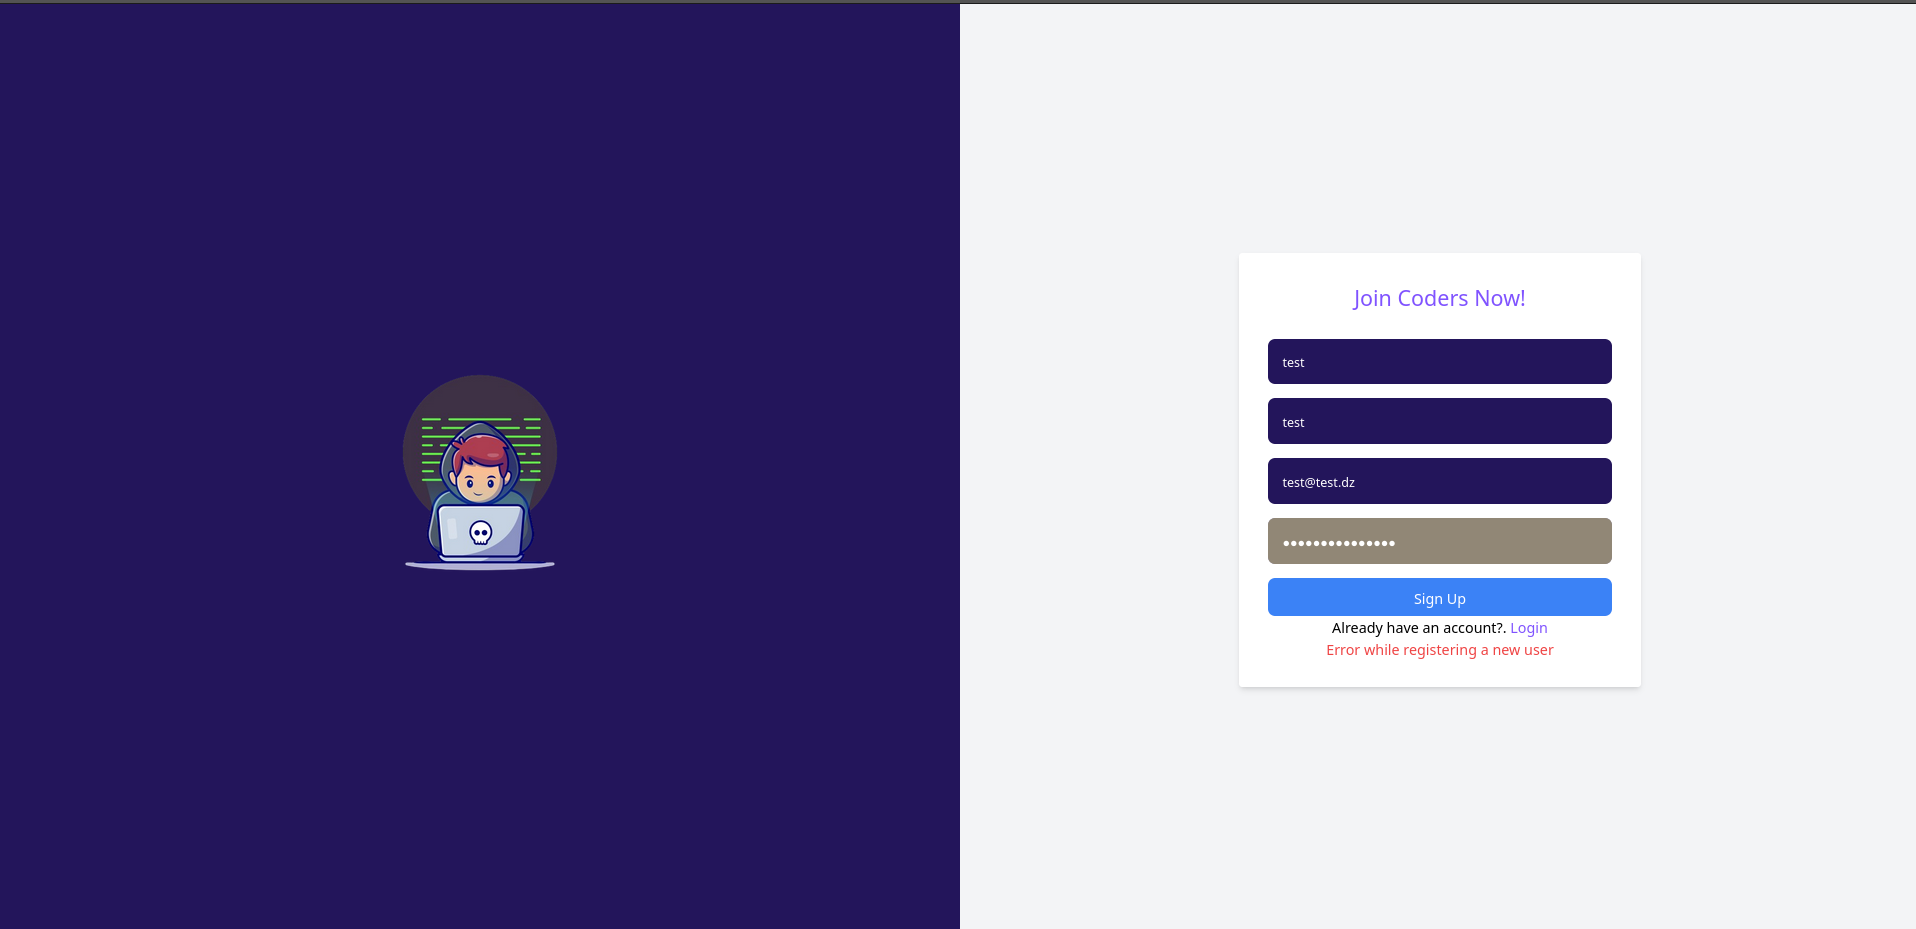 Join Coders Now!
test
test
test@test.dz
•••••••••••••••
Sign Up
Already have an account?. Login
Error while registering a new user